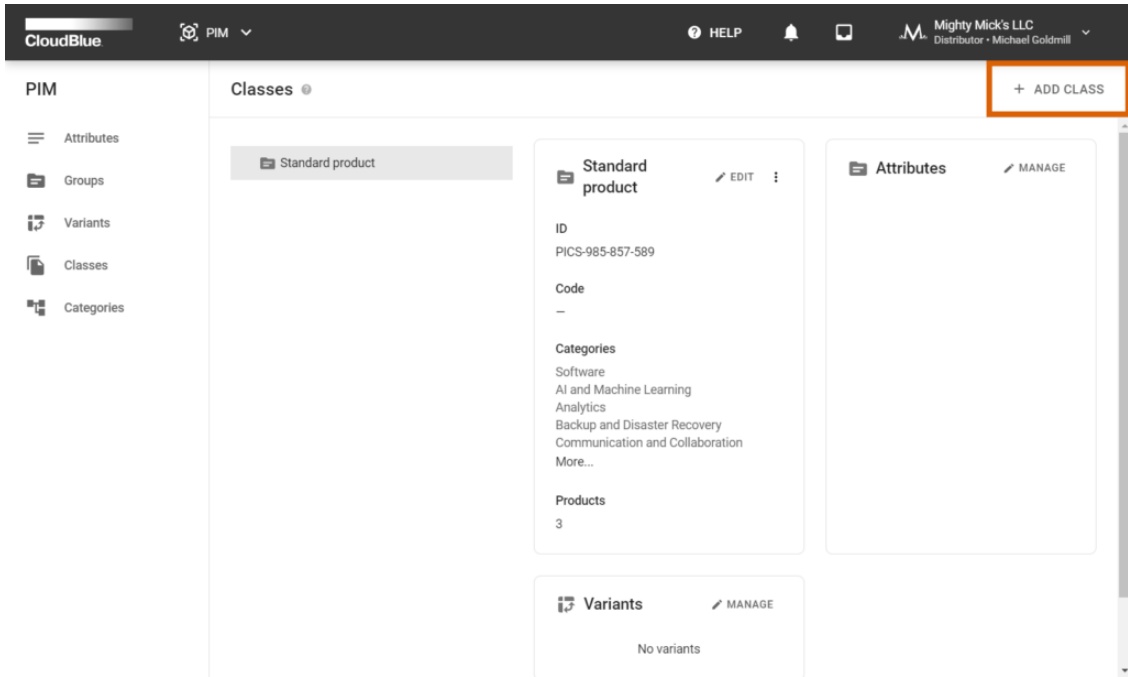 CloudBlue
PIM
HELP
Mighty Mick's LLC
Distributor • Michael Goldmill
PIM
Attributes
Groups
Variants
Classes
Categories
Classes
+ ADD CLASS
Standard product
Standard
product
EDIT
ID
PICS-985-857-589
Code
—
Categories
Software
AI and Machine Learning
Analytics
Backup and Disaster Recovery
Communication and Collaboration
More...
Products
3
Attributes
MANAGE
Variants
MANAGE
No variants